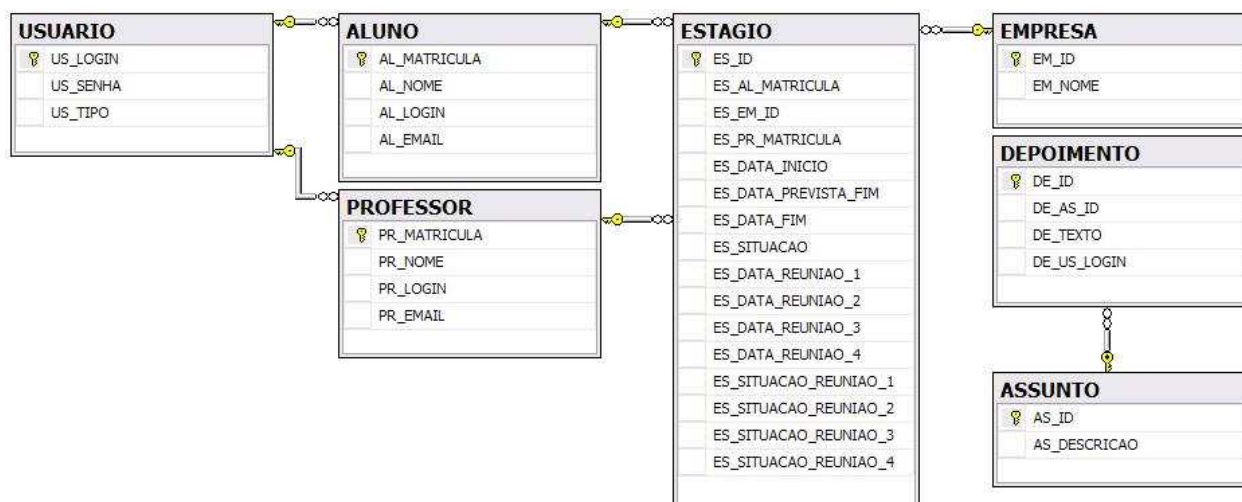 USUARIO
US_LOGIN
US_SENHA
US_TIPO
ALUNO
AL_MATRICULA
AL_NOME
AL_LOGIN
AL_EMAIL
PROFESSOR
PR_MATRICULA
PR_NOME
PR_LOGIN
PR_EMAIL
ESTAGIO
ES_ID
ES_AL_MATRICULA
ES_EM_ID
ES_PR_MATRICULA
ES_DATA_INICIO
ES_DATA_PREVISTA_FIM
ES_DATA_FIM
ES_SITUACAO
ES_DATA_REUNIAO_1
ES_DATA_REUNIAO_2
ES_DATA_REUNIAO_3
ES_DATA_REUNIAO_4
ES_SITUACAO_REUNIAO_1
ES_SITUACAO_REUNIAO_2
ES_SITUACAO_REUNIAO_3
ES_SITUACAO_REUNIAO_4
EMPRESA
EM_ID
EM_NOME
DEPOIMENTO
DE_ID
DE_AS_ID
DE_TEXTO
DE_US_LOGIN
ASSUNTO
AS_ID
AS_DESCRICAO